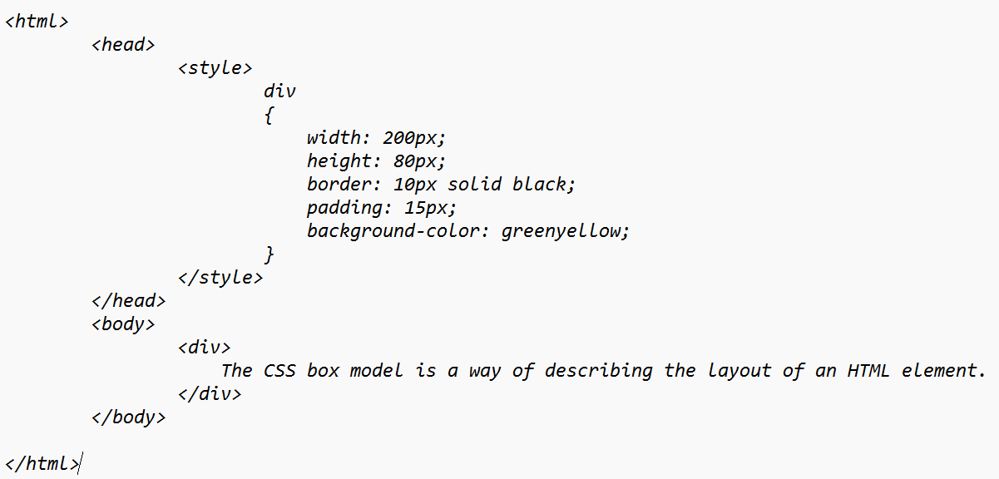 <html>
<head>
<style>
div
{
width: 200px;
height: 80px;
border: 10px solid black;
padding: 15px;
background-color: greenyellow;
}
</style>
</head>
<body>
<div>
The CSS box model is a way of describing the layout of an HTML element.
</div>
</body>
</html>